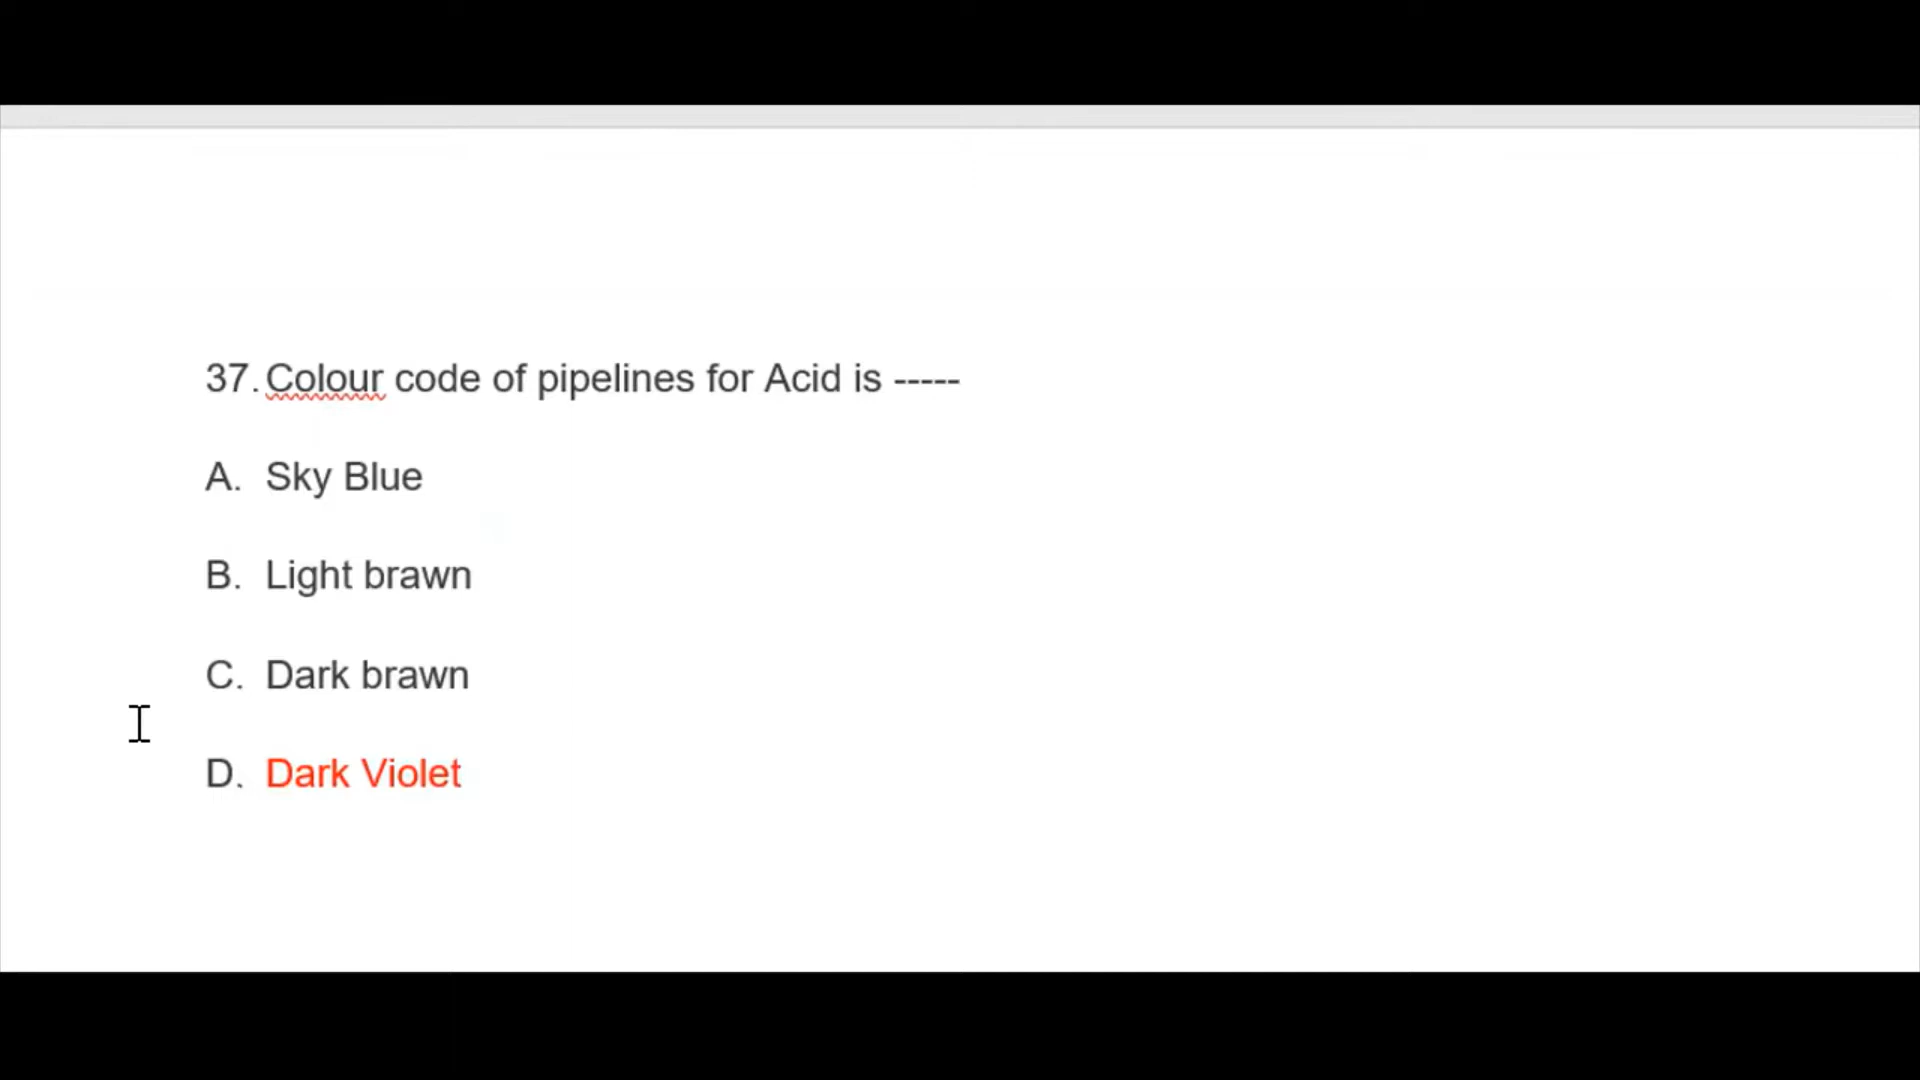 37. Colour code of pipelines for Acid is -----
A. Sky Blue
B. Light brawn
C. Dark brawn
D. Dark Violet